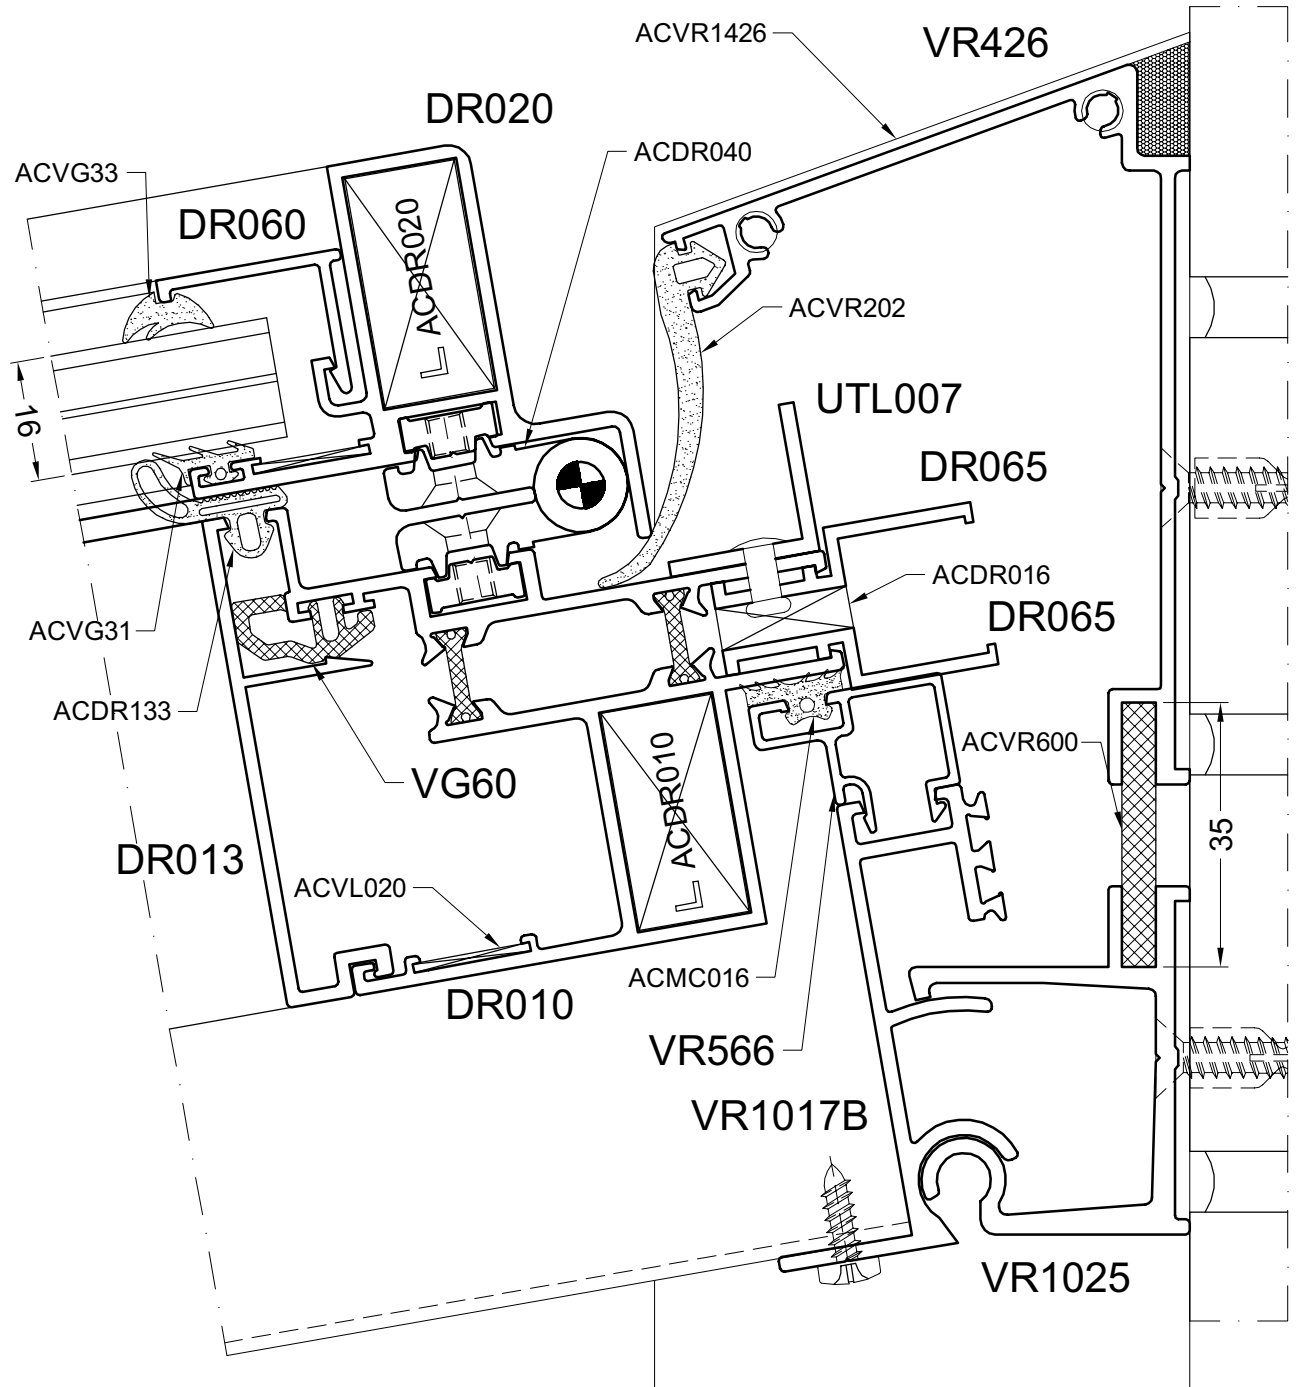 ACVR1426
VR426
DR020
ACDR040
ACVG33
DR060
ACDR020
ACVR202
16
UTL007
DR065
ACDR016
DR065
ACVG31
ACDR133
VG60
ACDR010
ACVR600
35
DR013
ACVL020
ACMC016
DR010
VR566
VR1017B
VR1025